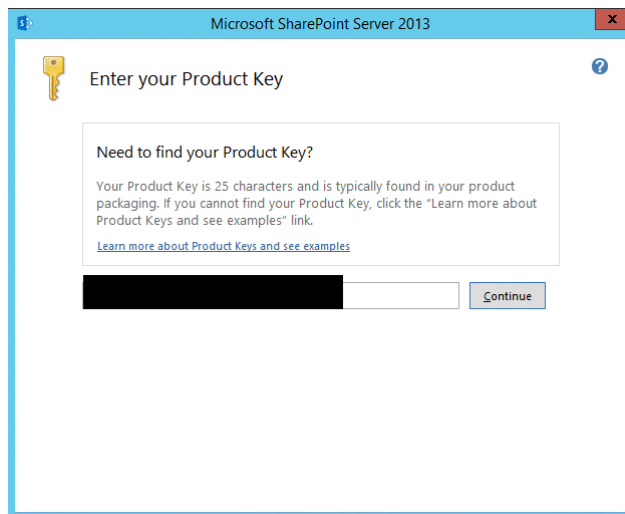 Microsoft SharePoint Server 2013
Enter your Product Key
Need to find your Product Key?
Your Product Key is 25 characters and is typically found in your product
packaging. If you cannot find your Product Key, click the “Learn more about
Product Keys and see examples” link.
Learn more about Product Keys and see examples
Continue